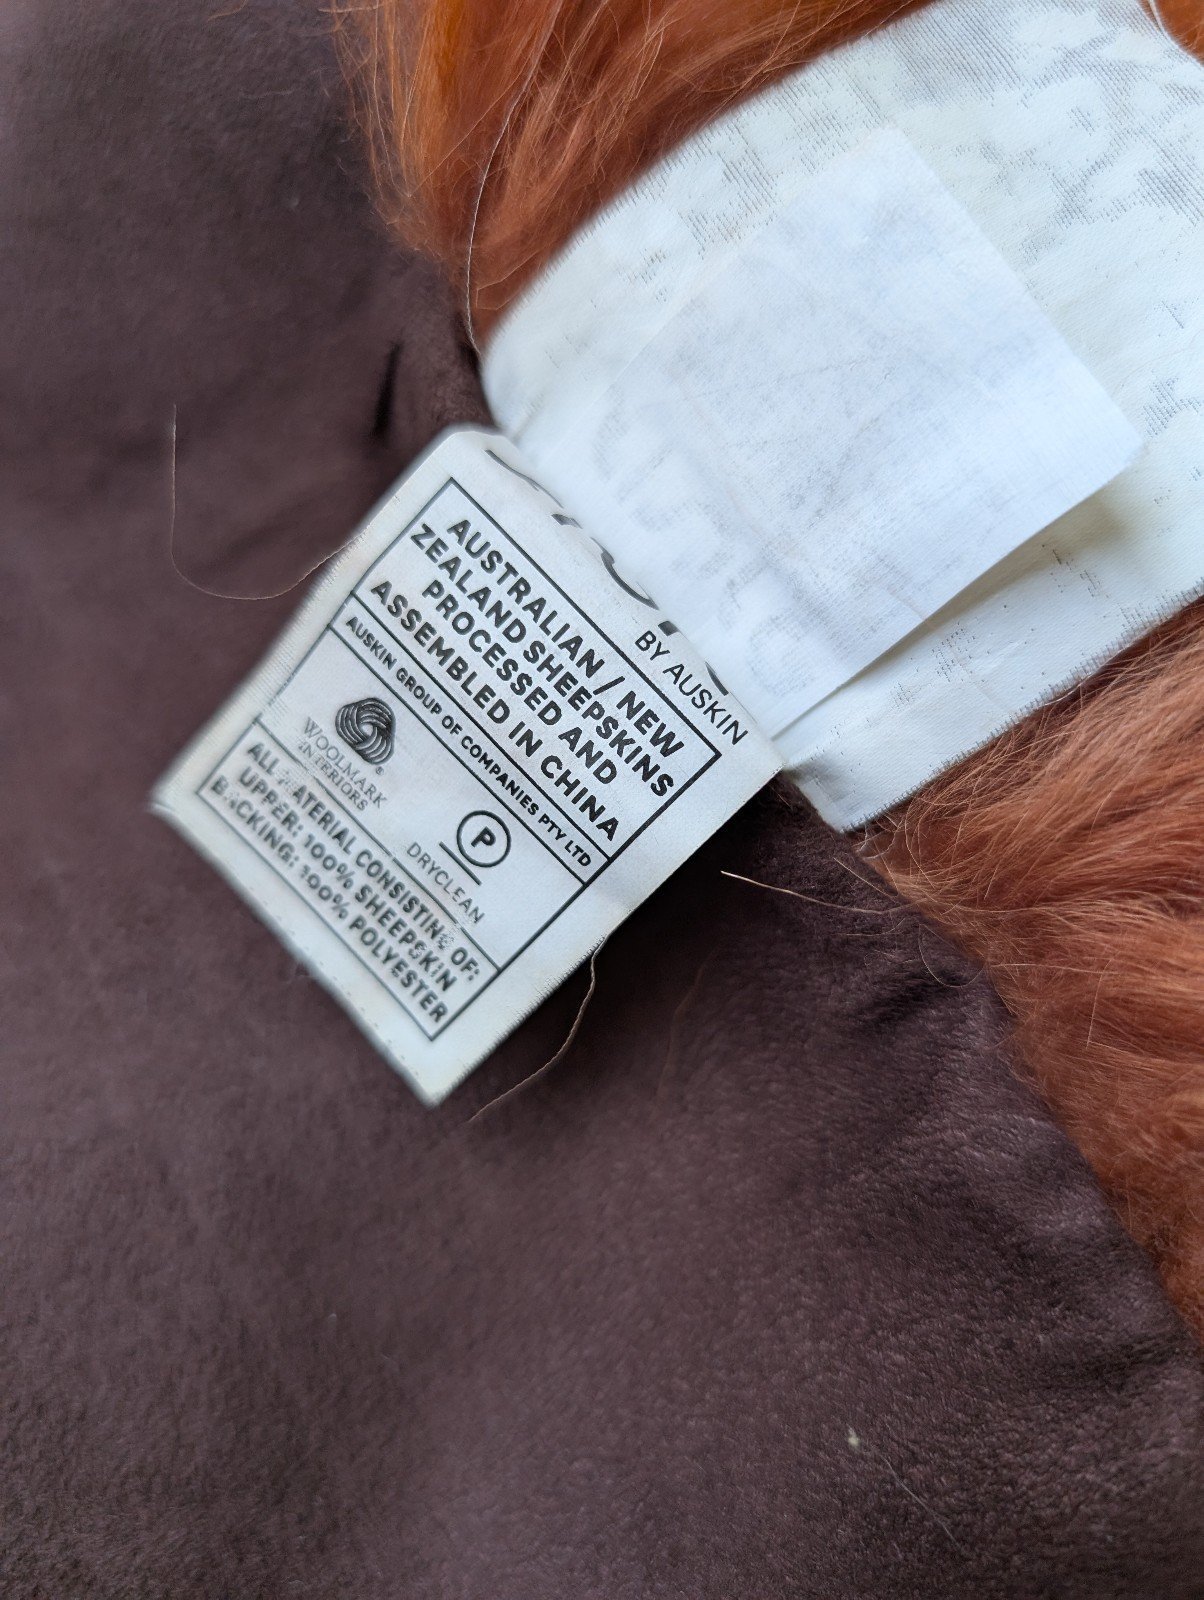 BY AUSKIN
AUSTRALIAN / NEW
ZEALAND SHEEPSKINS
PROCESSED AND
ASSEMBLED IN CHINA
AUSKIN GROUP OF COMPANIES PTY LTD
WOOLMARK
INTERIORS
P
DRYCLEAN
ALL MATERIAL CONSISTING OF:
UPPER: 100% SHEEPSKIN
BACKING: 100% POLYESTER